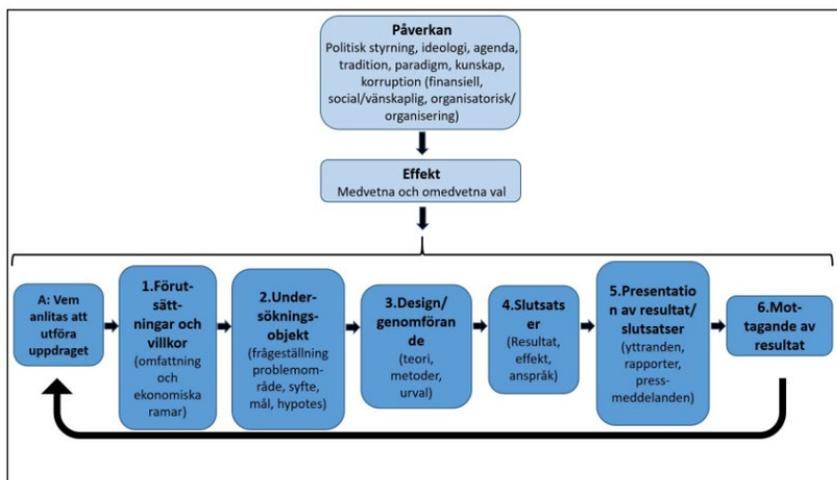 Påverkan
Politisk styrning, ideologi, agenda,
tradition, paradigm, kunskap,
korruption (finansiell,
social/vänskaplig, organisatorisk/
organisering)
Effekt
Medvetna och omedvetna val
A: Vem
anlitas att
utföra
uppdraget
1.Förut-
sätt-
ningar och
villkor
(omfattning
och
ekonomiska
ramar)
2.Under-
söknings-
objekt
(frågeställning
problemom-
råde, syfte,
mål, hypotes)
3.Design/
genomföra
nde
(teori,
metoder,
urval)
4.Slutsats
er
(Resultat,
effekt,
anspråk)
5.Presentatio
n av resultat/
slutsatser
(yttranden,
rapporter,
press-
meddelanden)
6.Mot-
tagande av
resultat